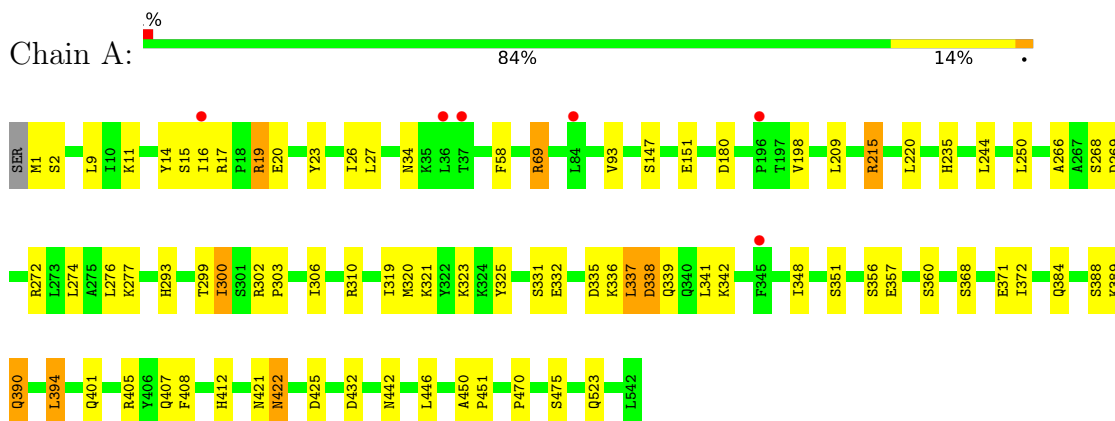 .%
Chain A:
84% 14% •
SER M1 S2 L9 I10 K11 Y14 S15 I16 R17 P18 R19 E20 Y23 I26 L27 N34 K35 L36 T37 F58 R69 L84 V93 S147 E151 D180 P196 T197 V198 L209 R215 L220 H235 L244 L250 A266 A267 S268 D269
R272 L273 L274 A275 L276 K277 H293 T299 I300 S301 R302 P303 I306 R310 I319 M320 K321 Y322 K323 K324 Y325 S331 E332 D335 K336 L337 D338 Q339 Q340 L341 K342 F345 I348 S351 S356 E357 S360 S368 E371 I372 Q384 S388 K389
Q390 L394 Q401 R405 Y406 Q407 F408 H412 N421 N422 D425 D432 N442 L446 A450 P451 P470 S475 Q523 L542